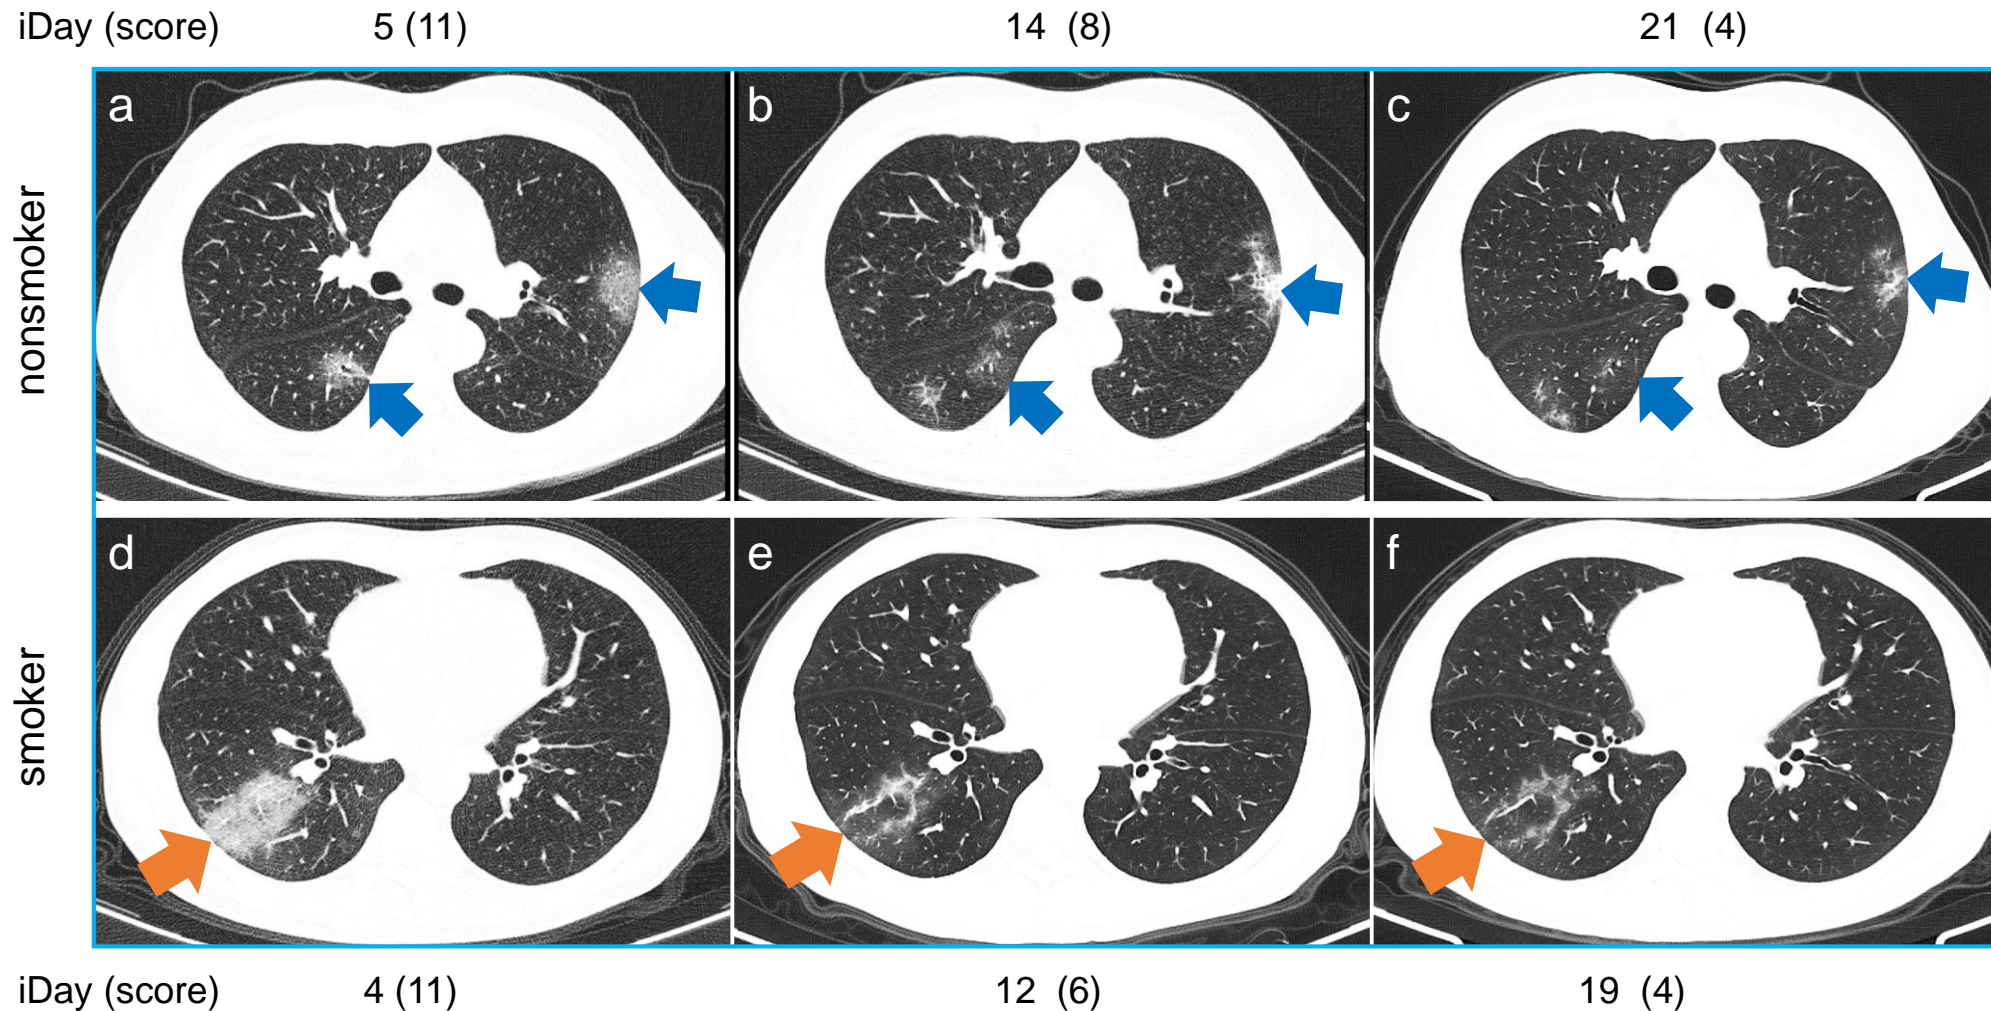 iDay (score) 5 (11) 14 (8) 21 (4)
a b c
nonsmoker
d e f
smoker
iDay (score) 4 (11) 12 (6) 19 (4)